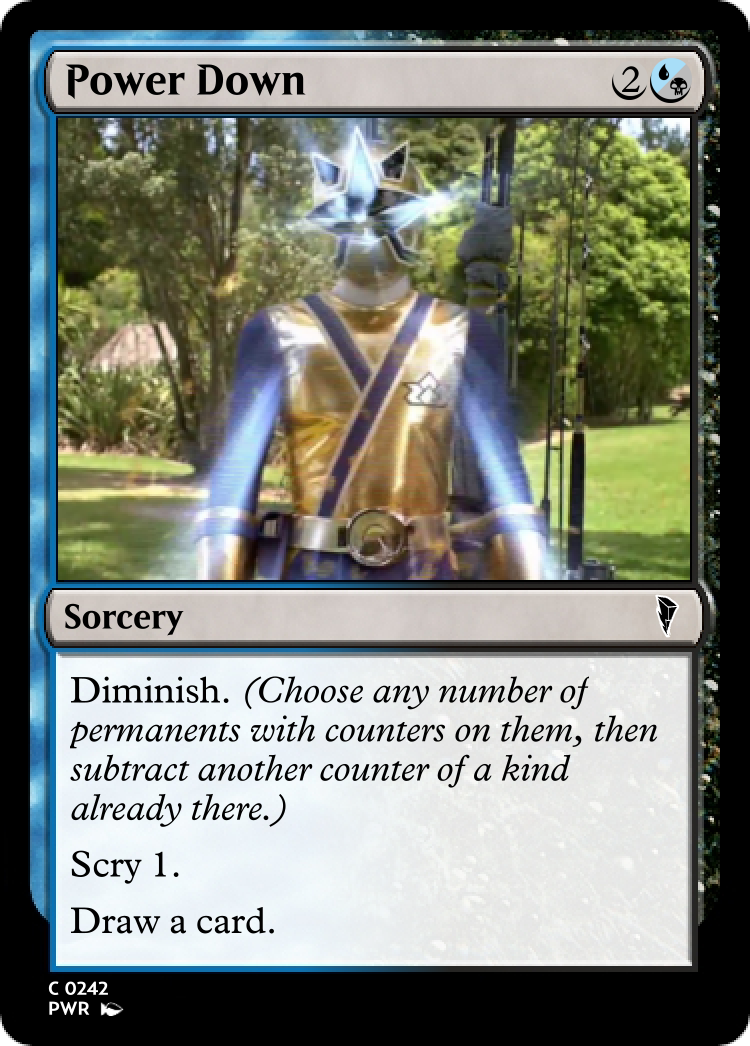 Power Down
2
Sorcery
Diminish. (Choose any number of
permanents with counters on them, then
subtract another counter of a kind
already there.)
Scry 1.
Draw a card.
C 0242
PWR